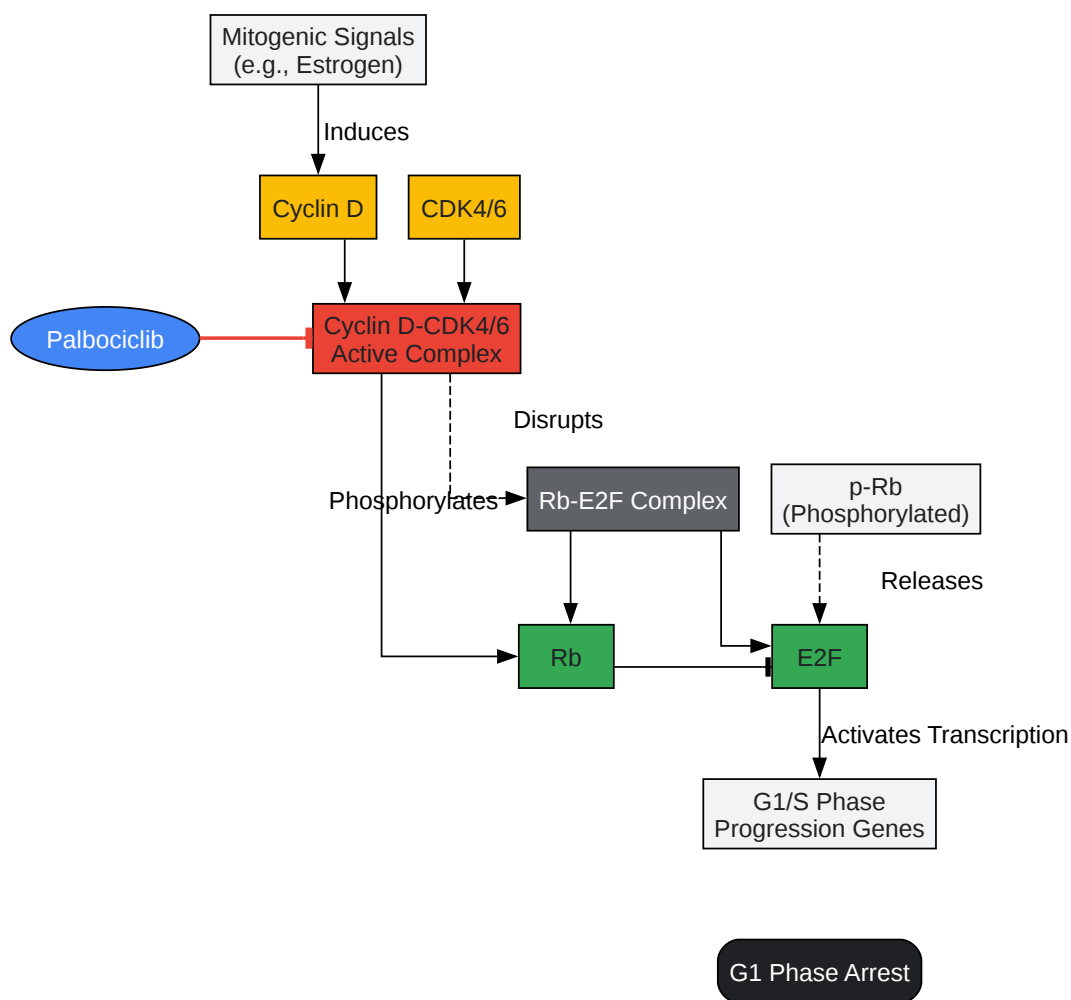 Mitogenic Signals
(e.g., Estrogen)
Induces
Cyclin D
CDK4/6
Palbociclib
Cyclin D-CDK4/6
Active Complex
Disrupts
Phosphorylates
Rb-E2F Complex
p-Rb
(Phosphorylated)
Releases
Rb
E2F
Activates Transcription
G1/S Phase
Progression Genes
G1 Phase Arrest